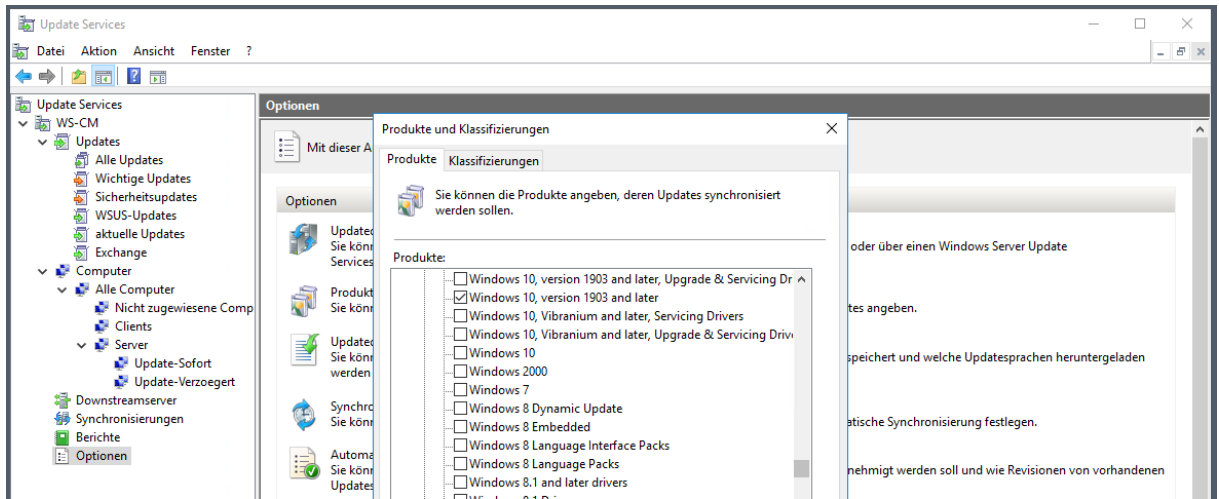 Update Services
Datei Aktion Ansicht Fenster ?
Update Services
WS-CM
Updates
Alle Updates
Wichtige Updates
Sicherheitsupdates
WSUS-Updates
aktuelle Updates
Exchange
Computer
Alle Computer
Nicht zugewiesene Comp
Clients
Server
Update-Sofort
Update-Verzoegert
Downstreamserver
Synchronisierungen
Berichte
Optionen
Optionen
Mit dieser A
Optionen
Updated
Sie könn
Services
oder über einen Windows Server Update
Produkt
Sie könn
tes angeben.
Updated
Sie könn
werden
speichert und welche Updatesprachen heruntergeladen
Synchro
Sie könn
atische Synchronisierung festlegen.
Automa
Sie könn
Updates
nehmigt werden soll und wie Revisionen von vorhandenen
Produkte und Klassifizierungen
Produkte Klassifizierungen
Sie können die Produkte angeben, deren Updates synchronisiert
werden sollen.
Produkte:
Windows 10, version 1903 and later, Upgrade & Servicing Dr
Windows 10, version 1903 and later
Windows 10, Vibranium and later, Servicing Drivers
Windows 10, Vibranium and later, Upgrade & Servicing Drive
Windows 10
Windows 2000
Windows 7
Windows 8 Dynamic Update
Windows 8 Embedded
Windows 8 Language Interface Packs
Windows 8 Language Packs
Windows 8.1 and later drivers